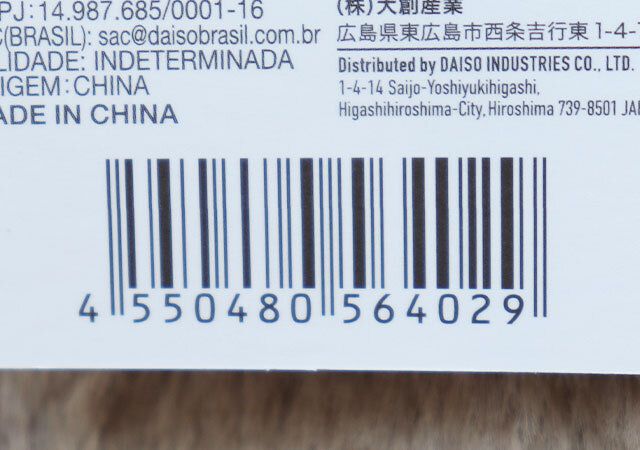 PJ: 14.987.685/0001-16
C(BRASIL): sac@daisobrasil.com.br
LIDADE: INDETERMINADA
IGEM: CHINA
ADE IN CHINA
(株)大創産業
広島県東広島市西条吉行東 1-4-1
Distributed by DAISO INDUSTRIES CO., LTD.
1-4-14 Saijo-Yoshiyukihigashi,
Higashihiroshima-City, Hiroshima 739-8501 JA
4 550480 564029